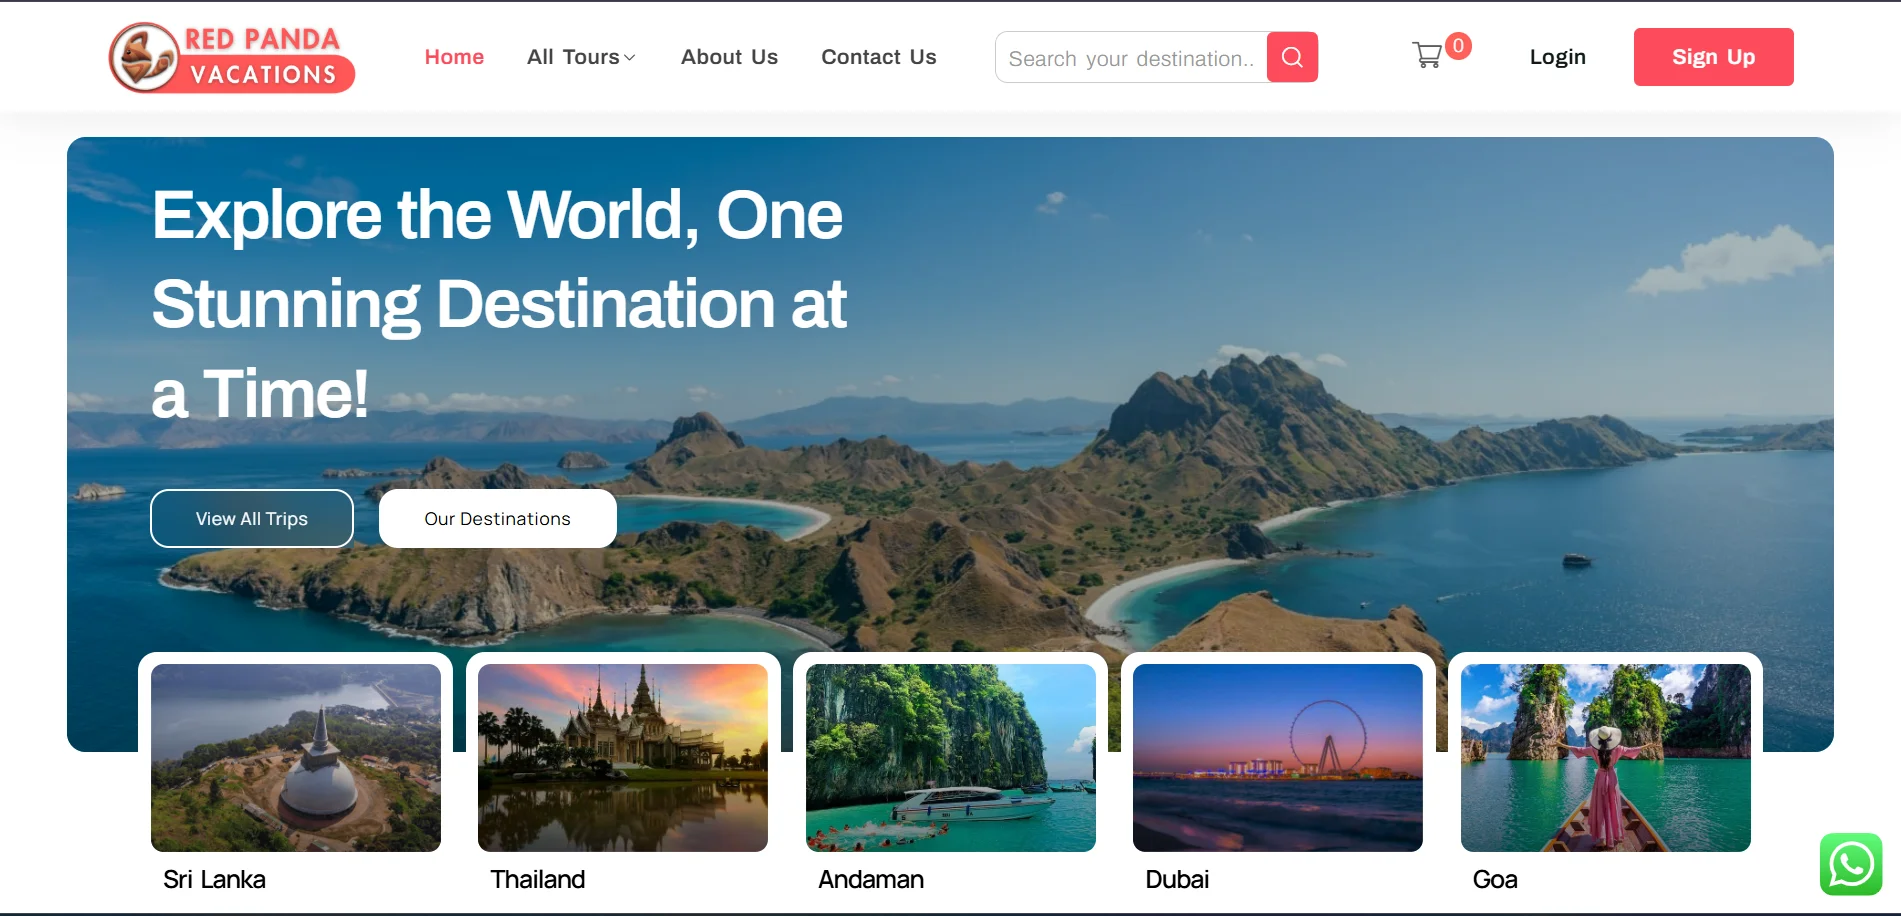 RED PANDA
VACATIONS
Home
All Tours
About Us
Contact Us
Search your destination..
0
Login
Sign Up
Explore the World, One
Stunning Destination at
a Time!
View All Trips
Our Destinations
Sri Lanka
Thailand
Andaman
Dubai
Goa